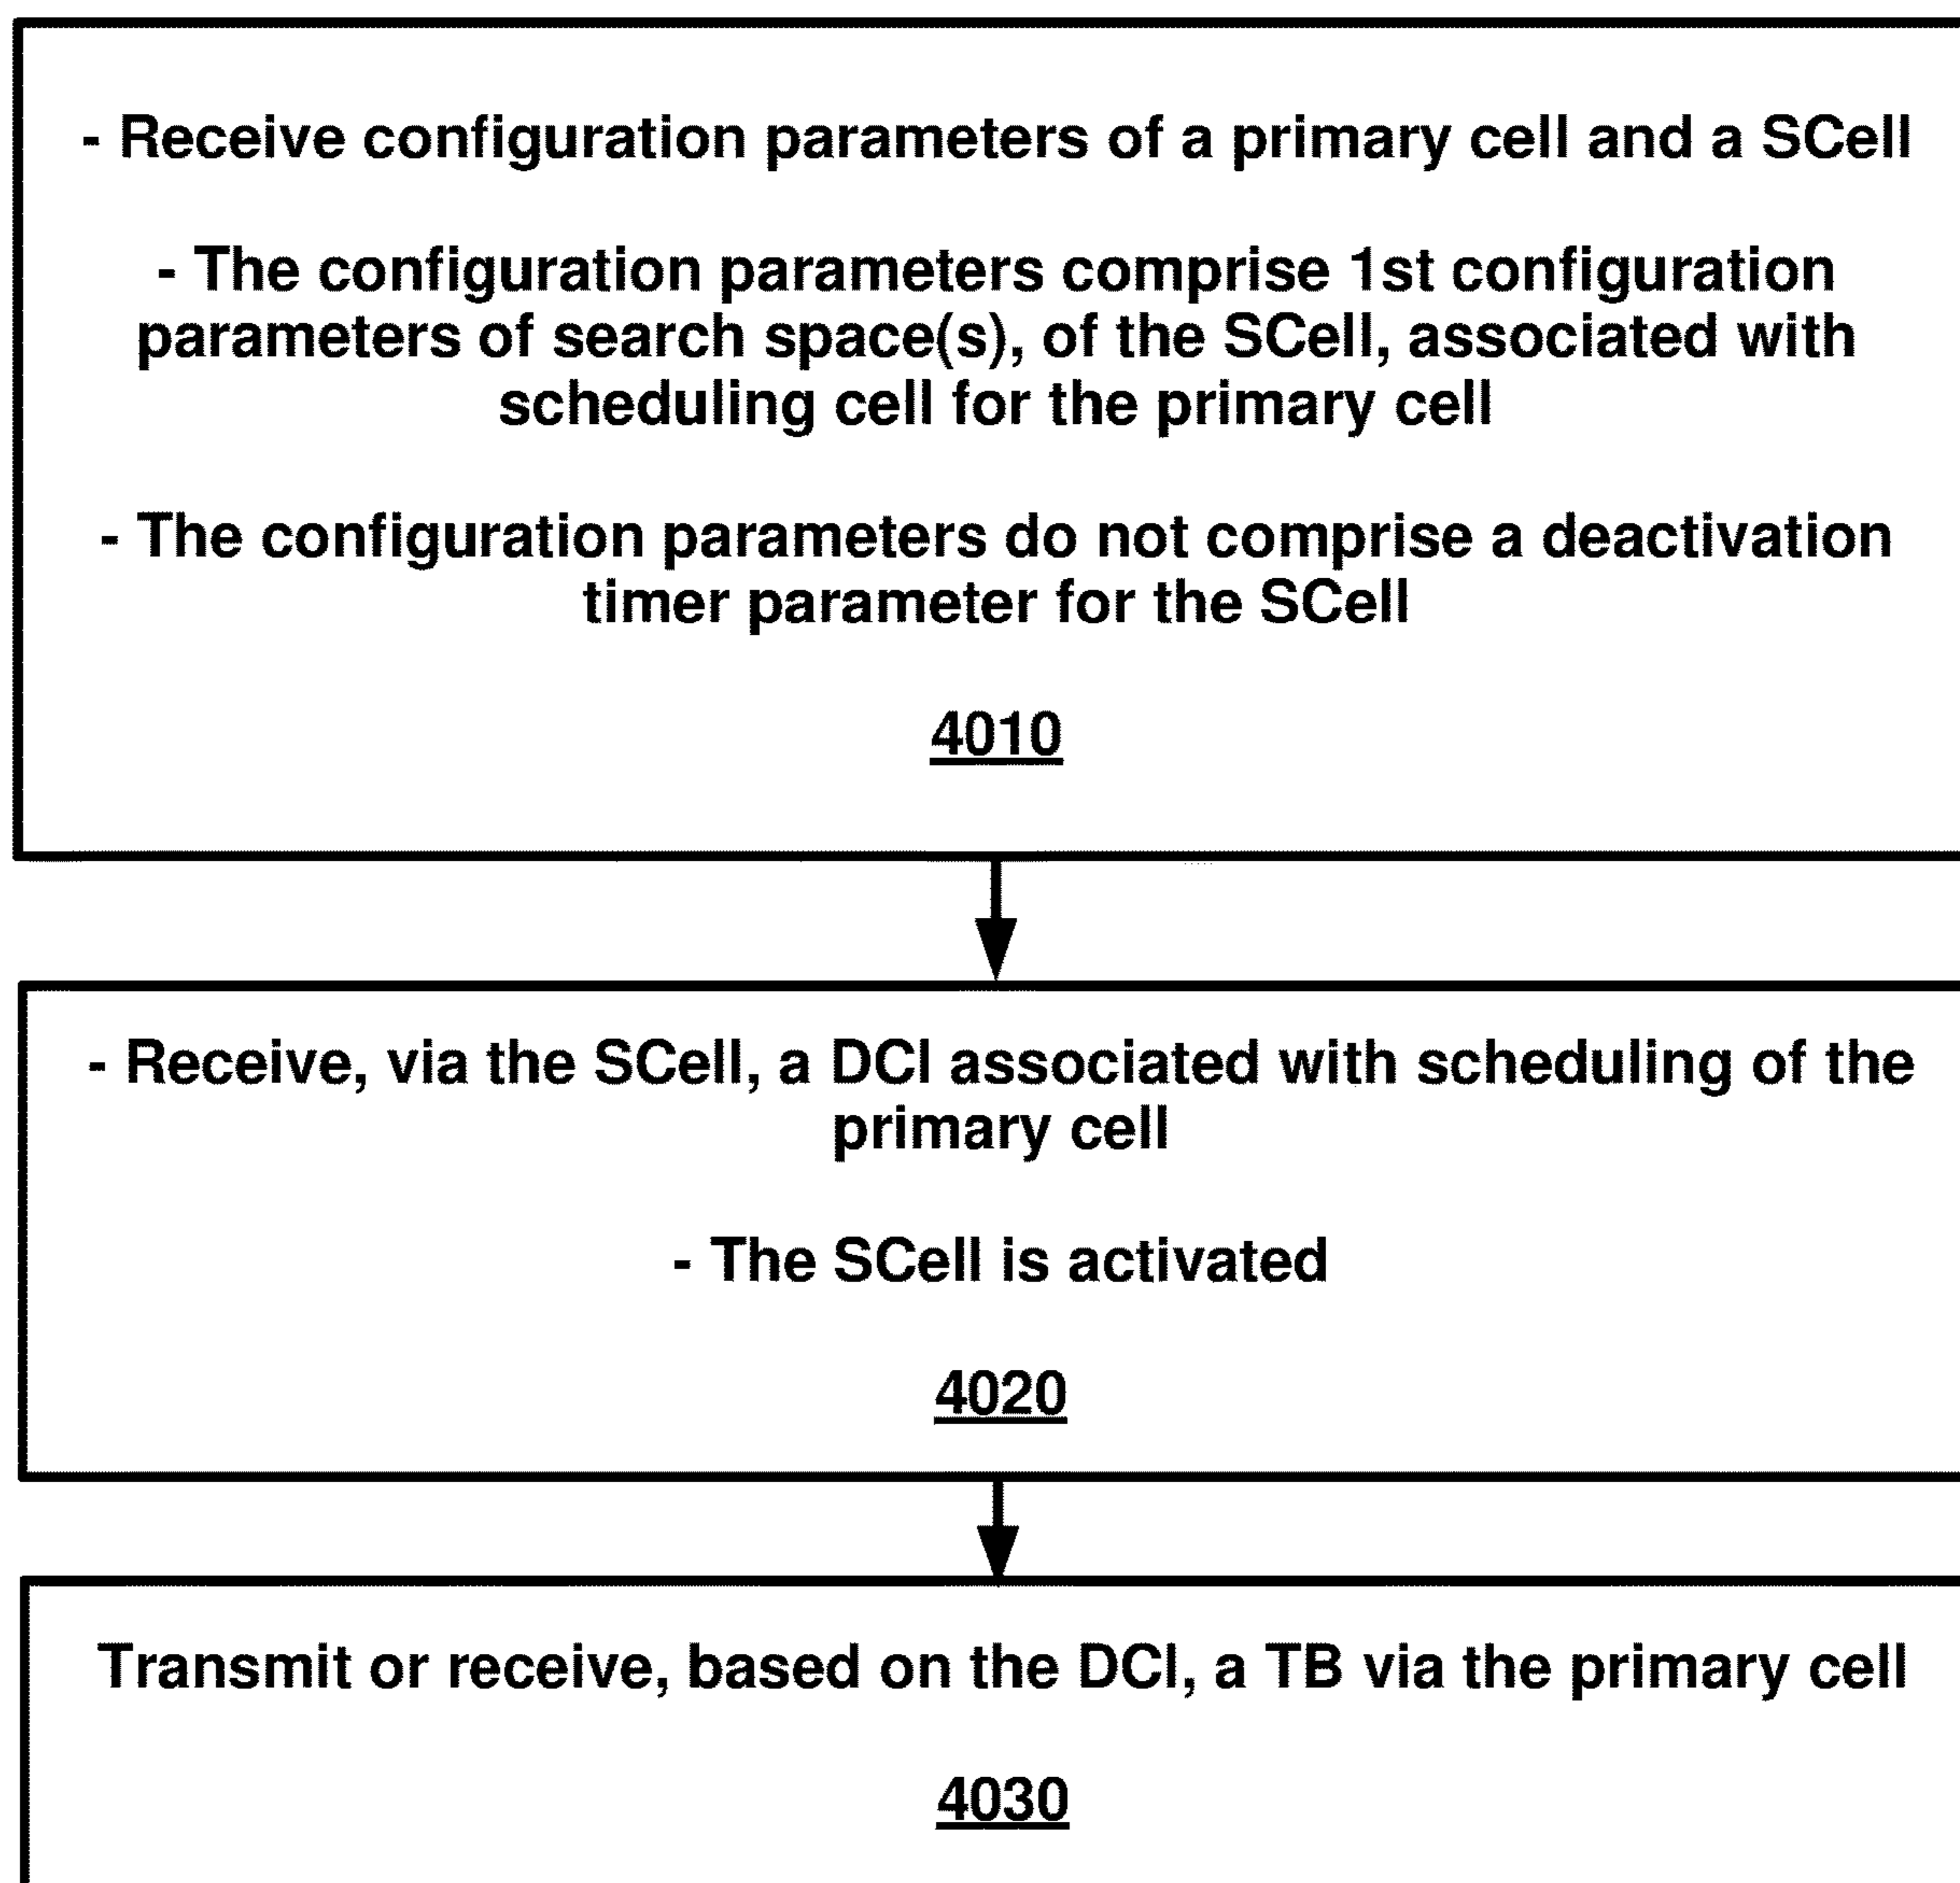 - Receive configuration parameters of a primary cell and a SCell
- The configuration parameters comprise 1st configuration
parameters of search space(s), of the SCell, associated with
scheduling cell for the primary cell
- The configuration parameters do not comprise a deactivation
timer parameter for the SCell
4010
- Receive, via the SCell, a DCI associated with scheduling of the
primary cell
- The SCell is activated
4020
Transmit or receive, based on the DCI, a TB via the primary cell
4030